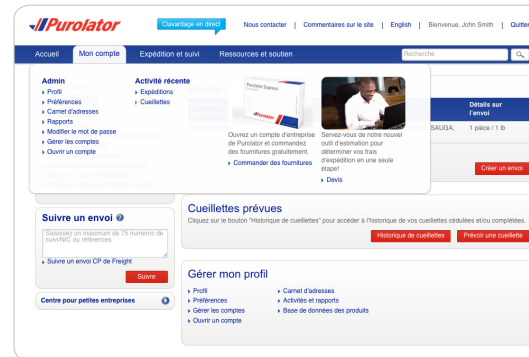 Purolator
Clavardage en direct
Nous contacter | Commentaires sur le site | English | Bienvenue, John Smith | Quitter
Accueil Mon compte Expédition et suivi Ressources et soutien Recherche
Admin
Profil
Préférences
Carnet d'adresses
Rapports
Modifier le mot de passe
Gérer les comptes
Ouvrir un compte
Activité récente
Expéditions
Cueillettes
Purolator Express
Purolator
Ouvrez un compte d'entreprise
de Purolator et commandez
des fournitures gratuitement.
Commander des fournitures
Servez-vous de notre nouvel
outil d'estimation pour
déterminer vos frais
d'expédition en une seule
étape!
Devis
Détails sur
l'envoi
SAUGA, 1 pièce / 1 lb
Créer un envoi
Suivre un envoi
Saisissez un maximum de 75 numéros de
suivi/NIC ou références
Suivre un envoi CP de Freight
Suivre
Centre pour petites entreprises
Cueillettes prévues
Cliquez sur le bouton "Historique de cueillettes" pour accéder à l'historique de vos cueillettes cédulées et/ou complétées.
Historique de cueillettes Prévoir une cueillette
Gérer mon profil
Profil
Préférences
Gérer les comptes
Ouvrir un compte
Carnet d'adresses
Activités et rapports
Base de données des produits